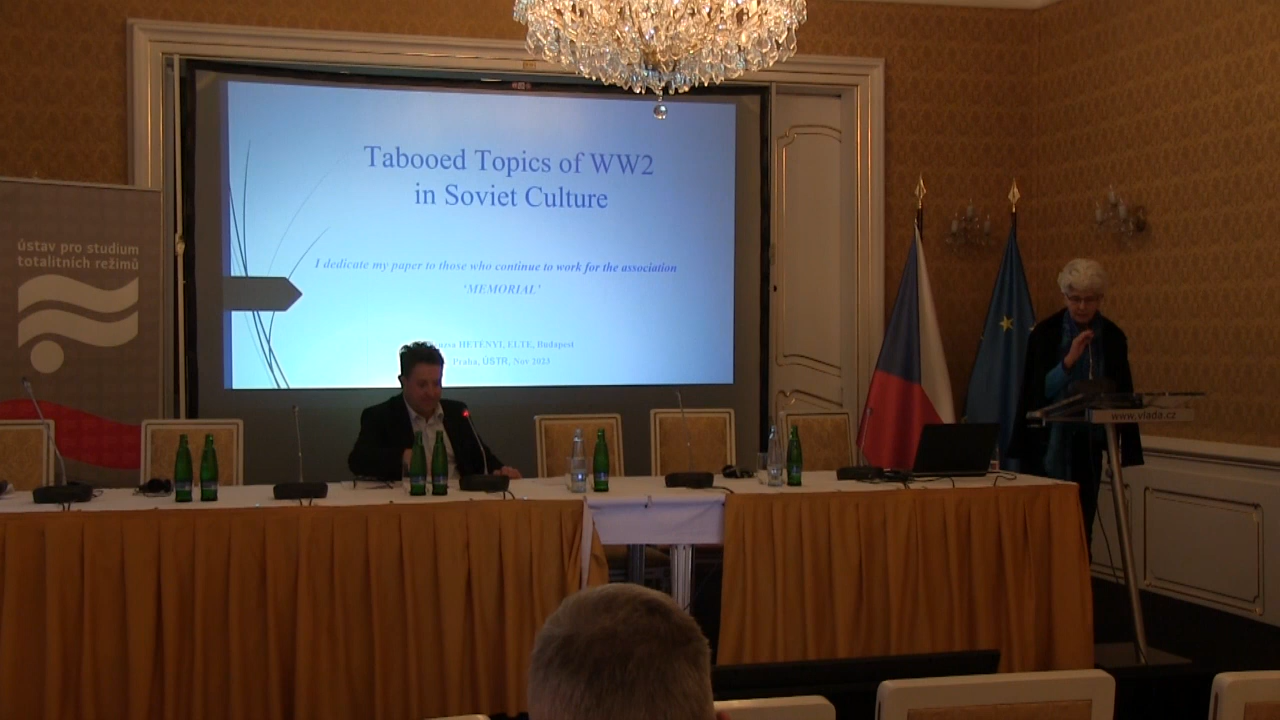 Tabooed Topics of WW2
in Soviet Culture
I dedicate my paper to those who continue to work for the association
‘MEMORIAL’
HETÉNYI, ELTE, Budapest
Praha, ÚSTR, Nov 2023
ústav pro studium
totalitních režimů
www.vlada.cz